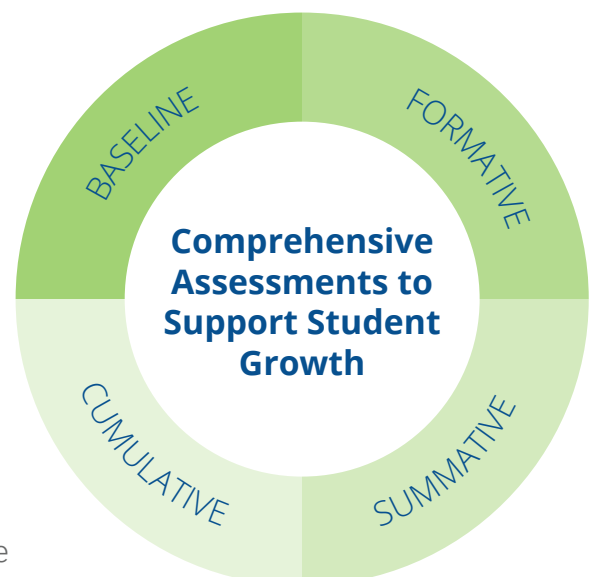 BASELINE
FORMATIVE
Comprehensive
Assessments to
Support Student
Growth
CUMULATIVE
SUMMATIVE
e